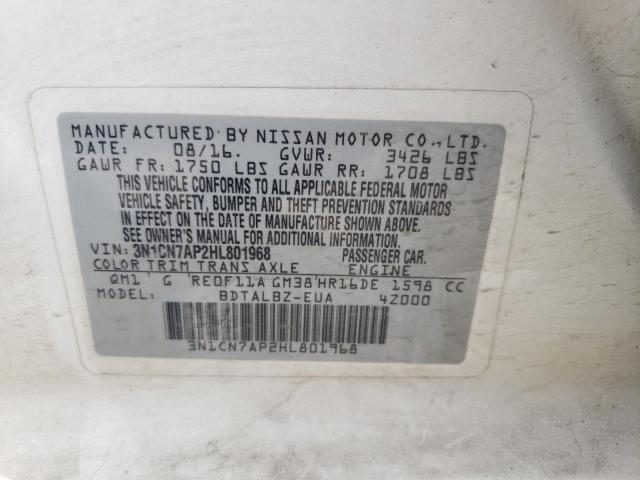 MANUFACTURED BY NISSAN MOTOR CO., LTD.
DATE: 08/16. GVWR: 3426 LBS
GAWR FR: 1750 LBS GAWR RR: 1708 LBS
THIS VEHICLE CONFORMS TO ALL APPLICABLE FEDERAL MOTOR
VEHICLE SAFETY, BUMPER AND THEFT PREVENTION STANDARDS
IN EFFECT ON THE DATE OF MANUFACTURE SHOWN ABOVE.
SEE OWNER'S MANUAL FOR ADDITIONAL INFORMATION.
VIN: 3N1CN7AP2HL801968 PASSENGER CAR.
COLOR TRIM TRANS AXLE ENGINE
QM1 G RE0F11A GM38 HR16DE 1598 CC
MODEL: BDTALBZ-EUA 4Z000
3N1CN7AP2HL801968